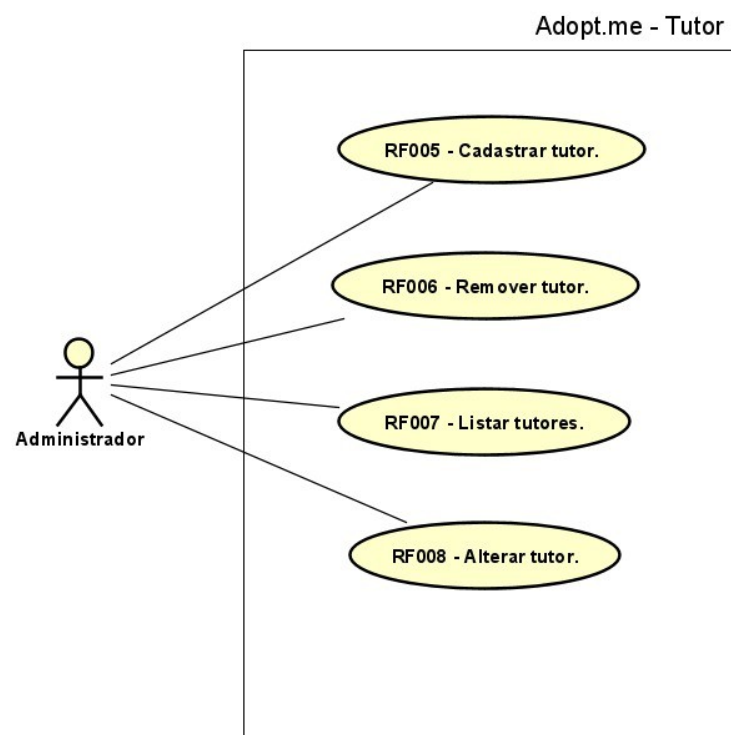 Adopt.me - Tutor
RF005 - Cadastrar tutor.
RF006 - Remover tutor.
RF007 - Listar tutores.
Administrador
RF008 - Alterar tutor.